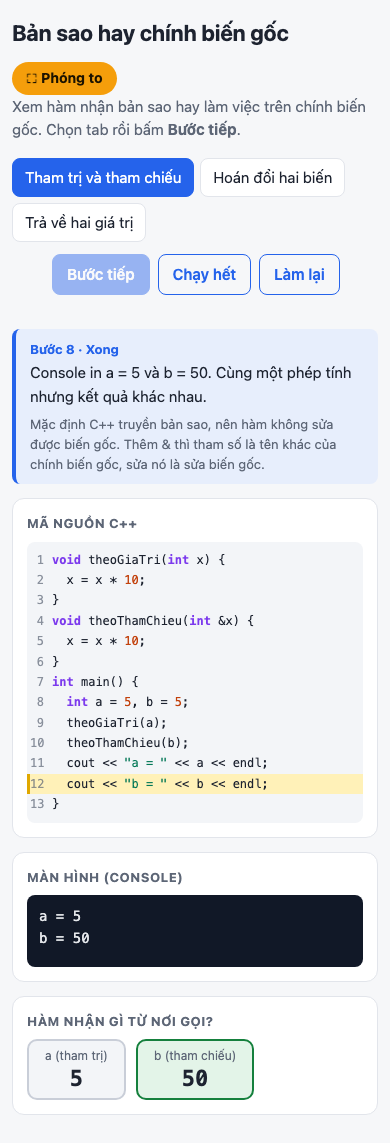 Bản sao hay chính biến gốc
⛶ Phóng to
Xem hàm nhận bản sao hay làm việc trên chính biến
gốc. Chọn tab rồi bấm Bước tiếp.
Tham trị và tham chiếu
Hoán đổi hai biến
Trả về hai giá trị
Bước tiếp
Chạy hết
Làm lại
Bước 8 · Xong
Console in a = 5 và b = 50. Cùng một phép tính
nhưng kết quả khác nhau.
Mặc định C++ truyền bản sao, nên hàm không sửa
được biến gốc. Thêm & thì tham số là tên khác của
chính biến gốc, sửa nó là sửa biến gốc.
MÃ NGUỒN C++
1 void theoGiaTri(int x) {
2   x = x * 10;
3 }
4 void theoThamChieu(int &x) {
5   x = x * 10;
6 }
7 int main() {
8   int a = 5, b = 5;
9   theoGiaTri(a);
10   theoThamChieu(b);
11   cout << "a = " << a << endl;
12   cout << "b = " << b << endl;
13 }
MÀN HÌNH (CONSOLE)
a = 5
b = 50
HÀM NHẬN GÌ TỪ NƠI GỌI?
a (tham trị)
5
b (tham chiếu)
50